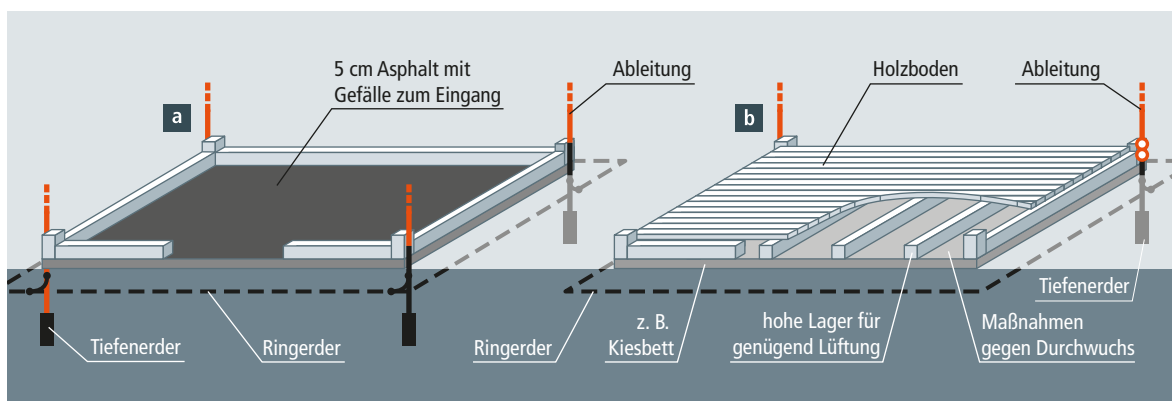 5 cm Asphalt mit
Gefälle zum Eingang
Ableitung
a
Tiefenerder
Ringerder
Holzboden
Ableitung
b
Ringerder
z. B.
Kiesbett
hohe Lager für
genügend Lüftung
Maßnahmen
gegen Durchwuchs
Tiefenerder